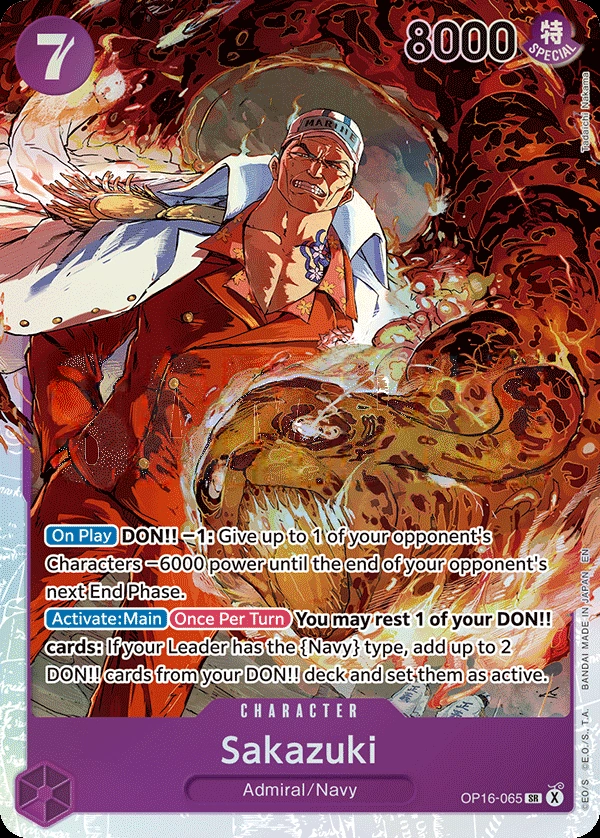 7
8000
特
SPECIAL
Tadaichi Nakama
MARINE
On Play DON!! −1: Give up to 1 of your opponent's
Characters −6000 power until the end of your opponent's
next End Phase.
Activate:Main Once Per Turn You may rest 1 of your DON!!
cards: If your Leader has the {Navy} type, add up to 2
DON!! cards from your DON!! deck and set them as active.
CHARACTER
Sakazuki
Admiral/Navy
OP16-065 SR X
©E.O/S ©E.O./S, T.A. BANDAI MADE IN JAPAN EN